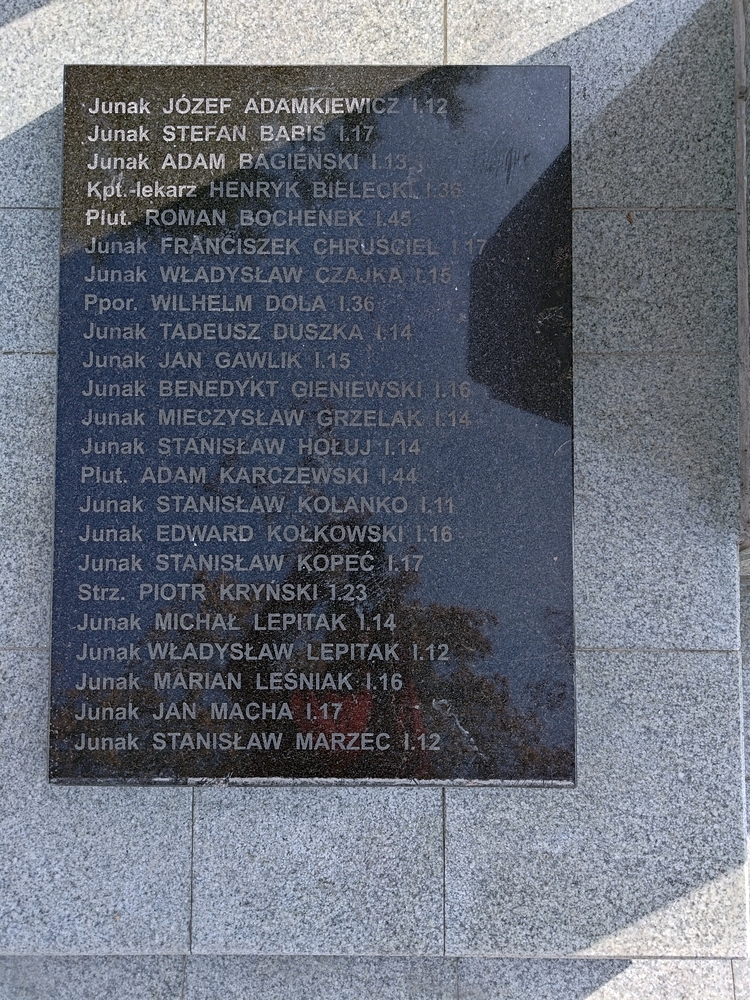 Junak JÓZEF ADAMKIEWICZ l.12
Junak STEFAN BABIŚ l.17
Junak ADAM BAGIEŃSKI l.13
Kpt.-lekarz HENRYK BIELECKI l.36
Plut. ROMAN BOCHENEK l.45
Junak FRANCISZEK CHRUŚCIEL l.17
Junak WŁADYSŁAW CZAJKA l.15
Ppor. WILHELM DOLA l.36
Junak TADEUSZ DUSZKA l.14
Junak JAN GAWLIK l.15
Junak BENEDYKT GIENIEWSKI l.16
Junak MIECZYSŁAW GRZELAK l.14
Junak STANISŁAW HOŁUJ l.14
Plut. ADAM KARCZEWSKI l.44
Junak STANISŁAW KOLANKO l.11
Junak EDWARD KOŁKOWSKI l.16
Junak STANISŁAW KOPEĆ l.17
Strz. PIOTR KRYŃSKI l.23
Junak MICHAŁ LEPITAK l.14
Junak WŁADYSŁAW LEPITAK l.12
Junak MARIAN LEŚNIAK l.16
Junak JAN MACHA l.17
Junak STANISŁAW MARZEC l.12